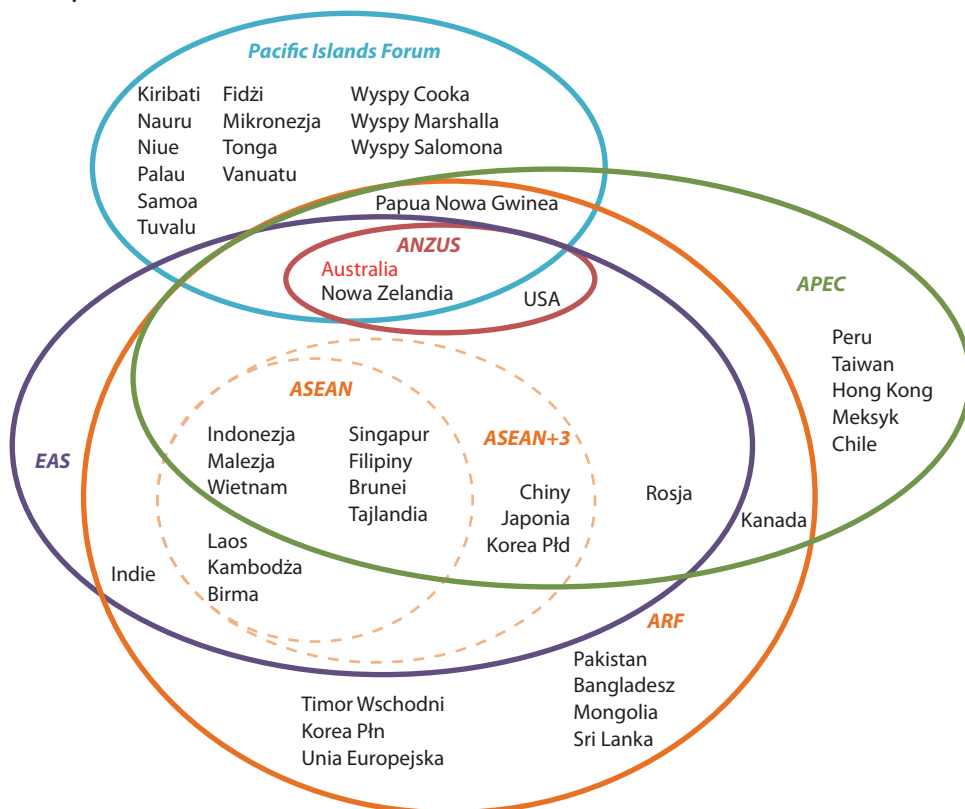 Pacific Islands Forum
Kiribati
Nauru
Niue
Palau
Samoa
Tuvalu
Fidżi
Mikronezja
Tonga
Vanuatu
Wyspy Cooka
Wyspy Marshalla
Wyspy Salomona
Papua Nowa Gwinea
ANZUS
Australia
Nowa Zelandia
USA
APEC
Peru
Taiwan
Hong Kong
Meksyk
Chile
ASEAN
Indonezja
Malezja
Wietnam
Singapur
Filipiny
Brunei
Tajlandia
ASEAN+3
Chiny
Japonia
Korea Płd
EAS
Rosja
Kanada
Laos
Kambodża
Birma
Indie
ARF
Pakistan
Bangladesz
Mongolia
Sri Lanka
Timor Wschodni
Korea Płn
Unia Europejska